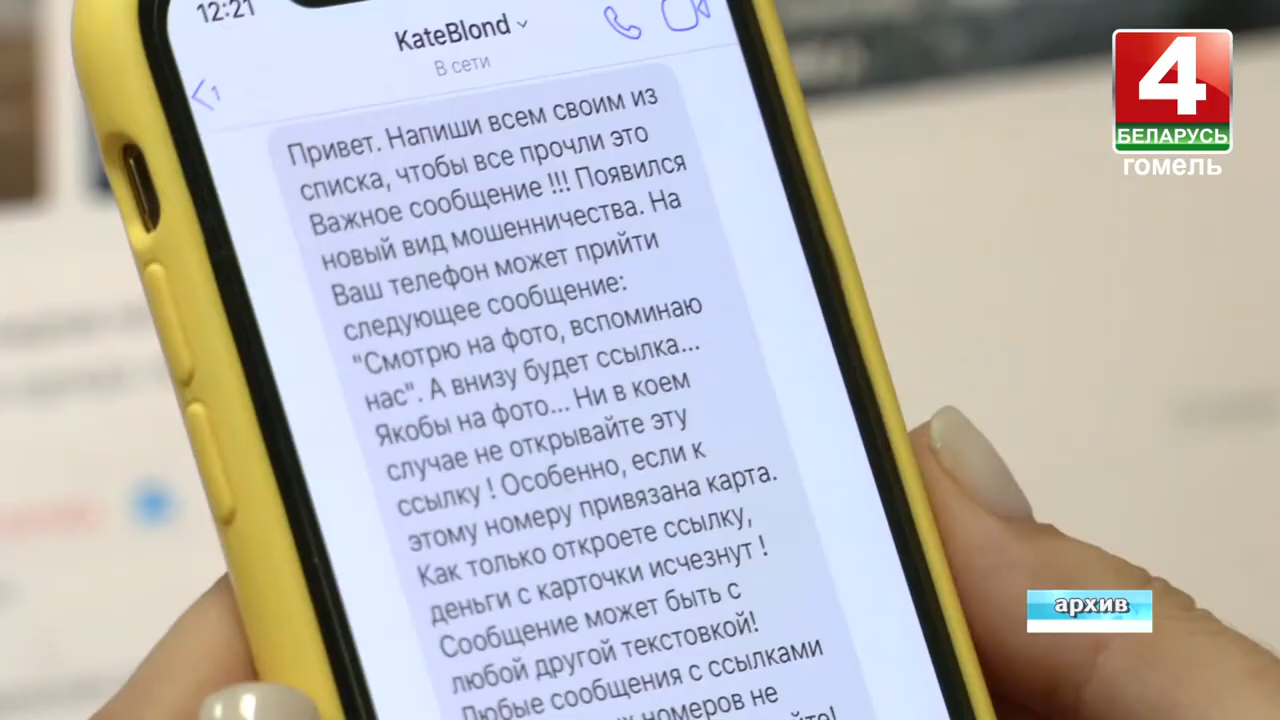 12:21
KateBlond
В сети
1
Привет. Напиши всем своим из
списка, чтобы все прочли это
Важное сообщение !!! Появился
новый вид мошенничества. На
Ваш телефон может прийти
следующее сообщение:
"Смотрю на фото, вспоминаю
нас". А внизу будет ссылка...
Якобы на фото... Ни в коем
случае не открывайте эту
ссылку ! Особенно, если к
этому номеру привязана карта.
Как только откроете ссылку,
деньги с карточки исчезнут !
Сообщение может быть с
любой другой текстовкой!
Любые сообщения с ссылками
номеров не
4
БЕЛАРУСЬ
гомель
архив